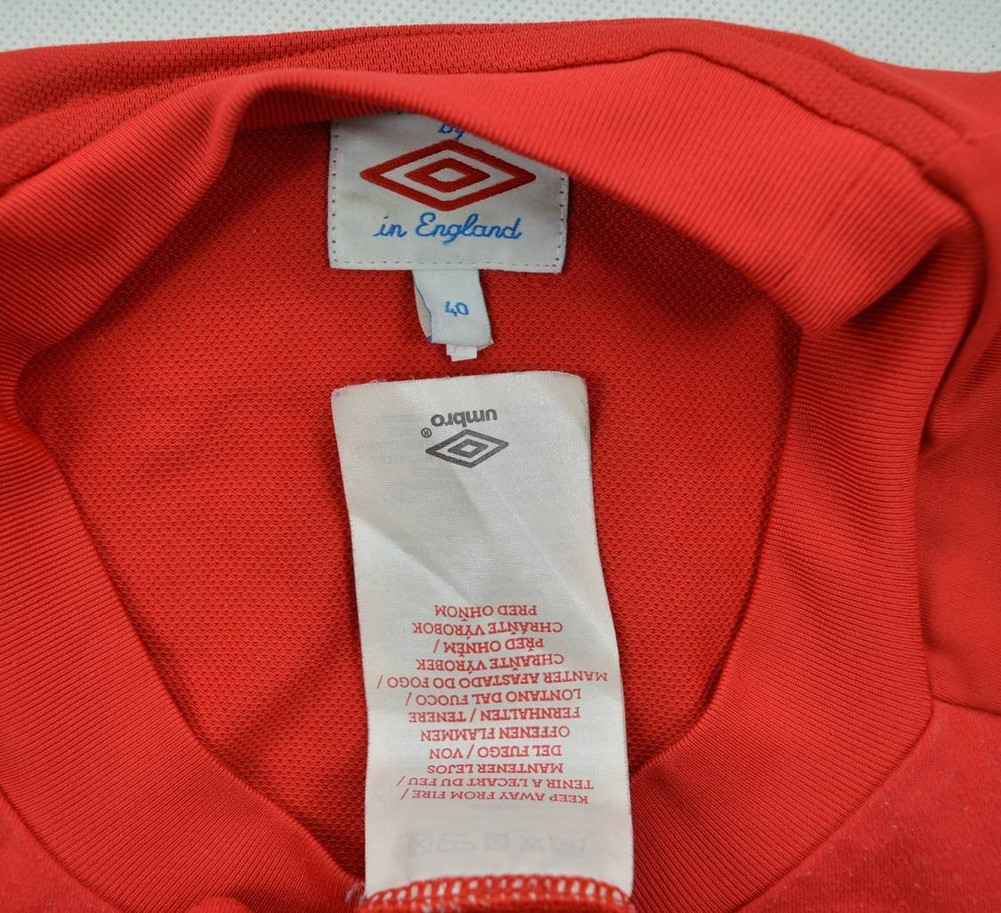 by
in England
40
umbro®
KEEP AWAY FROM FIRE /
TENIR A L'ECART DU FEU /
MANTENER LEJOS
DEL FUEGO / VON
OFFENEN FLAMMEN
FERNHALTEN / TENERE
LONTANO DAL FUOCO /
MANTER AFASTADO DO FOGO /
CHRAŇTE VÝROBEK
PŘED OHNĚM /
CHRÁŇTE VÝROBOK
PRED OHŇOM